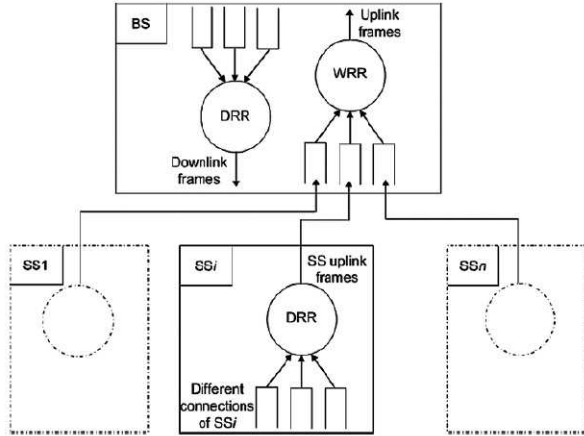 BS
Uplink
frames
WRR
DRR
Downlink
frames
SS1
SSi
SS uplink
frames
SSn
DRR
Different
connections
of SSi